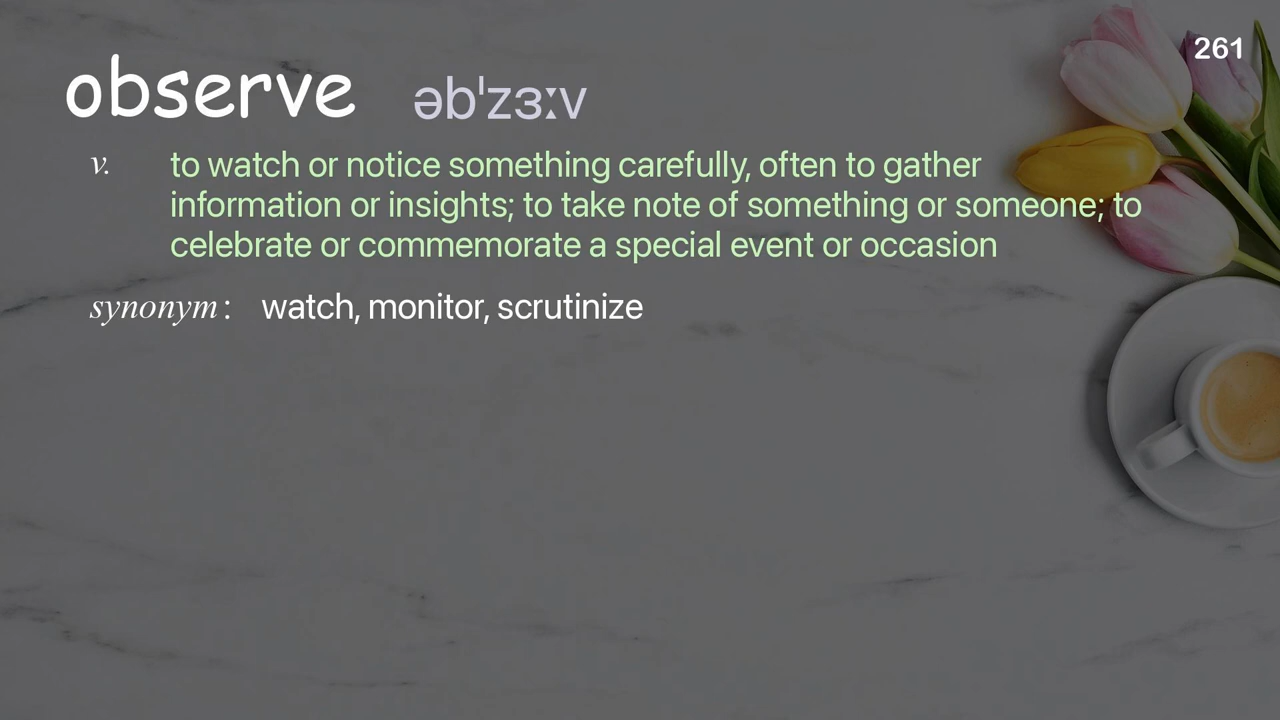 261
observe əbˈzɜːv
v. to watch or notice something carefully, often to gather
information or insights; to take note of something or someone; to
celebrate or commemorate a special event or occasion
synonym: watch, monitor, scrutinize